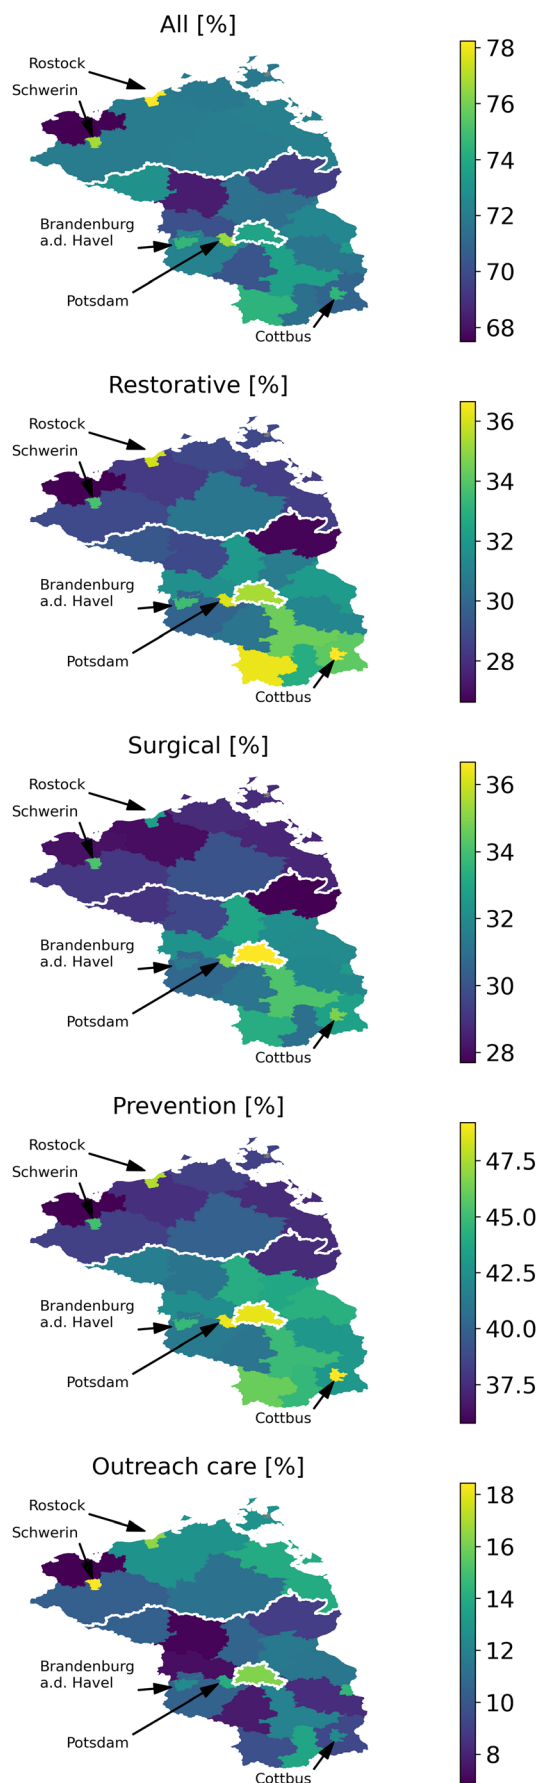 All [%]
Rostock
Schwerin
Brandenburg
a.d. Havel
Potsdam
Cottbus
78
76
74
72
70
68
Restorative [%]
Rostock
Schwerin
Brandenburg
a.d. Havel
Potsdam
Cottbus
36
34
32
30
28
Surgical [%]
Rostock
Schwerin
Brandenburg
a.d. Havel
Potsdam
Cottbus
36
34
32
30
28
Prevention [%]
Rostock
Schwerin
Brandenburg
a.d. Havel
Potsdam
Cottbus
47.5
45.0
42.5
40.0
37.5
Outreach care [%]
Rostock
Schwerin
Brandenburg
a.d. Havel
Potsdam
Cottbus
18
16
14
12
10
8